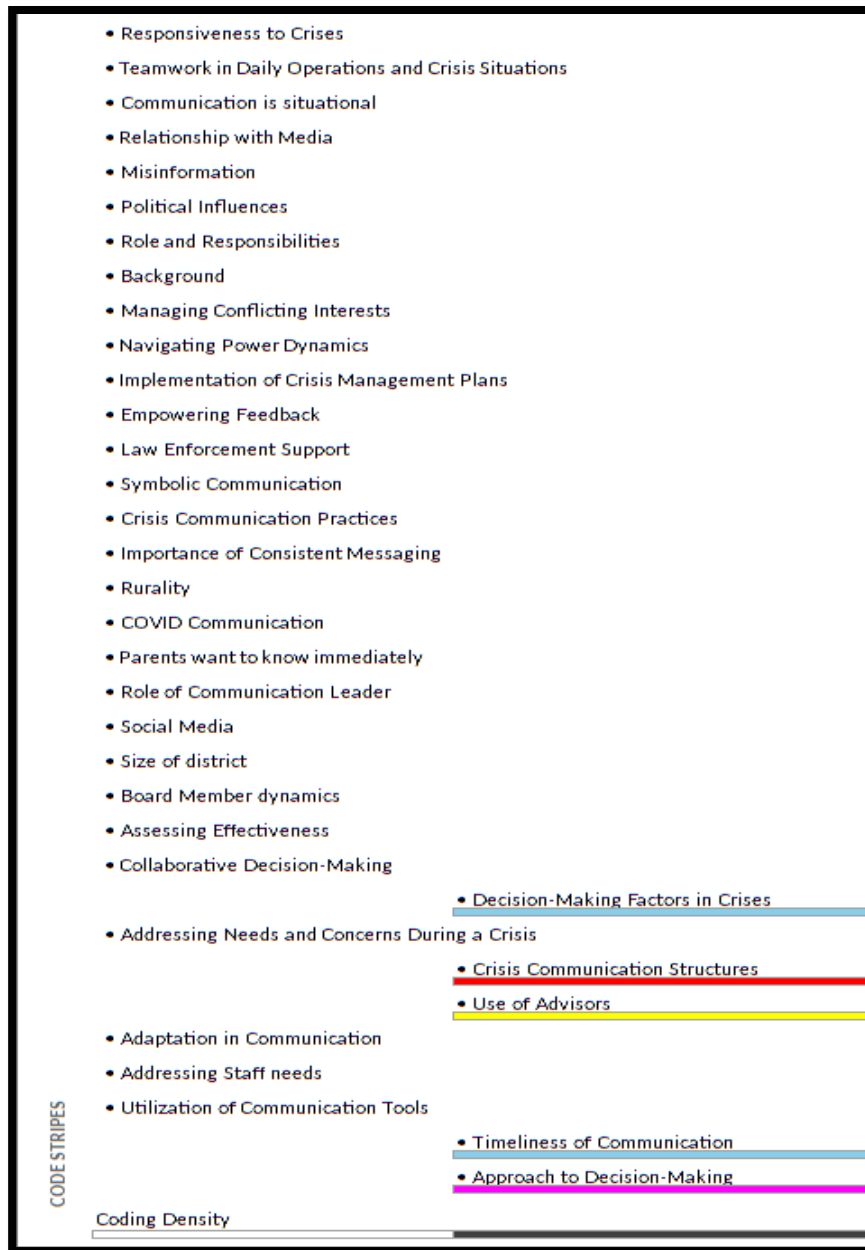 • Responsiveness to Crises
• Teamwork in Daily Operations and Crisis Situations
• Communication is situational
• Relationship with Media
• Misinformation
• Political Influences
• Role and Responsibilities
• Background
• Managing Conflicting Interests
• Navigating Power Dynamics
• Implementation of Crisis Management Plans
• Empowering Feedback
• Law Enforcement Support
• Symbolic Communication
• Crisis Communication Practices
• Importance of Consistent Messaging
• Rurality
• COVID Communication
• Parents want to know immediately
• Role of Communication Leader
• Social Media
• Size of district
• Board Member dynamics
• Assessing Effectiveness
• Collaborative Decision-Making
• Decision-Making Factors in Crises
• Addressing Needs and Concerns During a Crisis
• Crisis Communication Structures
• Use of Advisors
• Adaptation in Communication
• Addressing Staff needs
• Utilization of Communication Tools
• Timeliness of Communication
• Approach to Decision-Making
CODE STRIPES
Coding Density